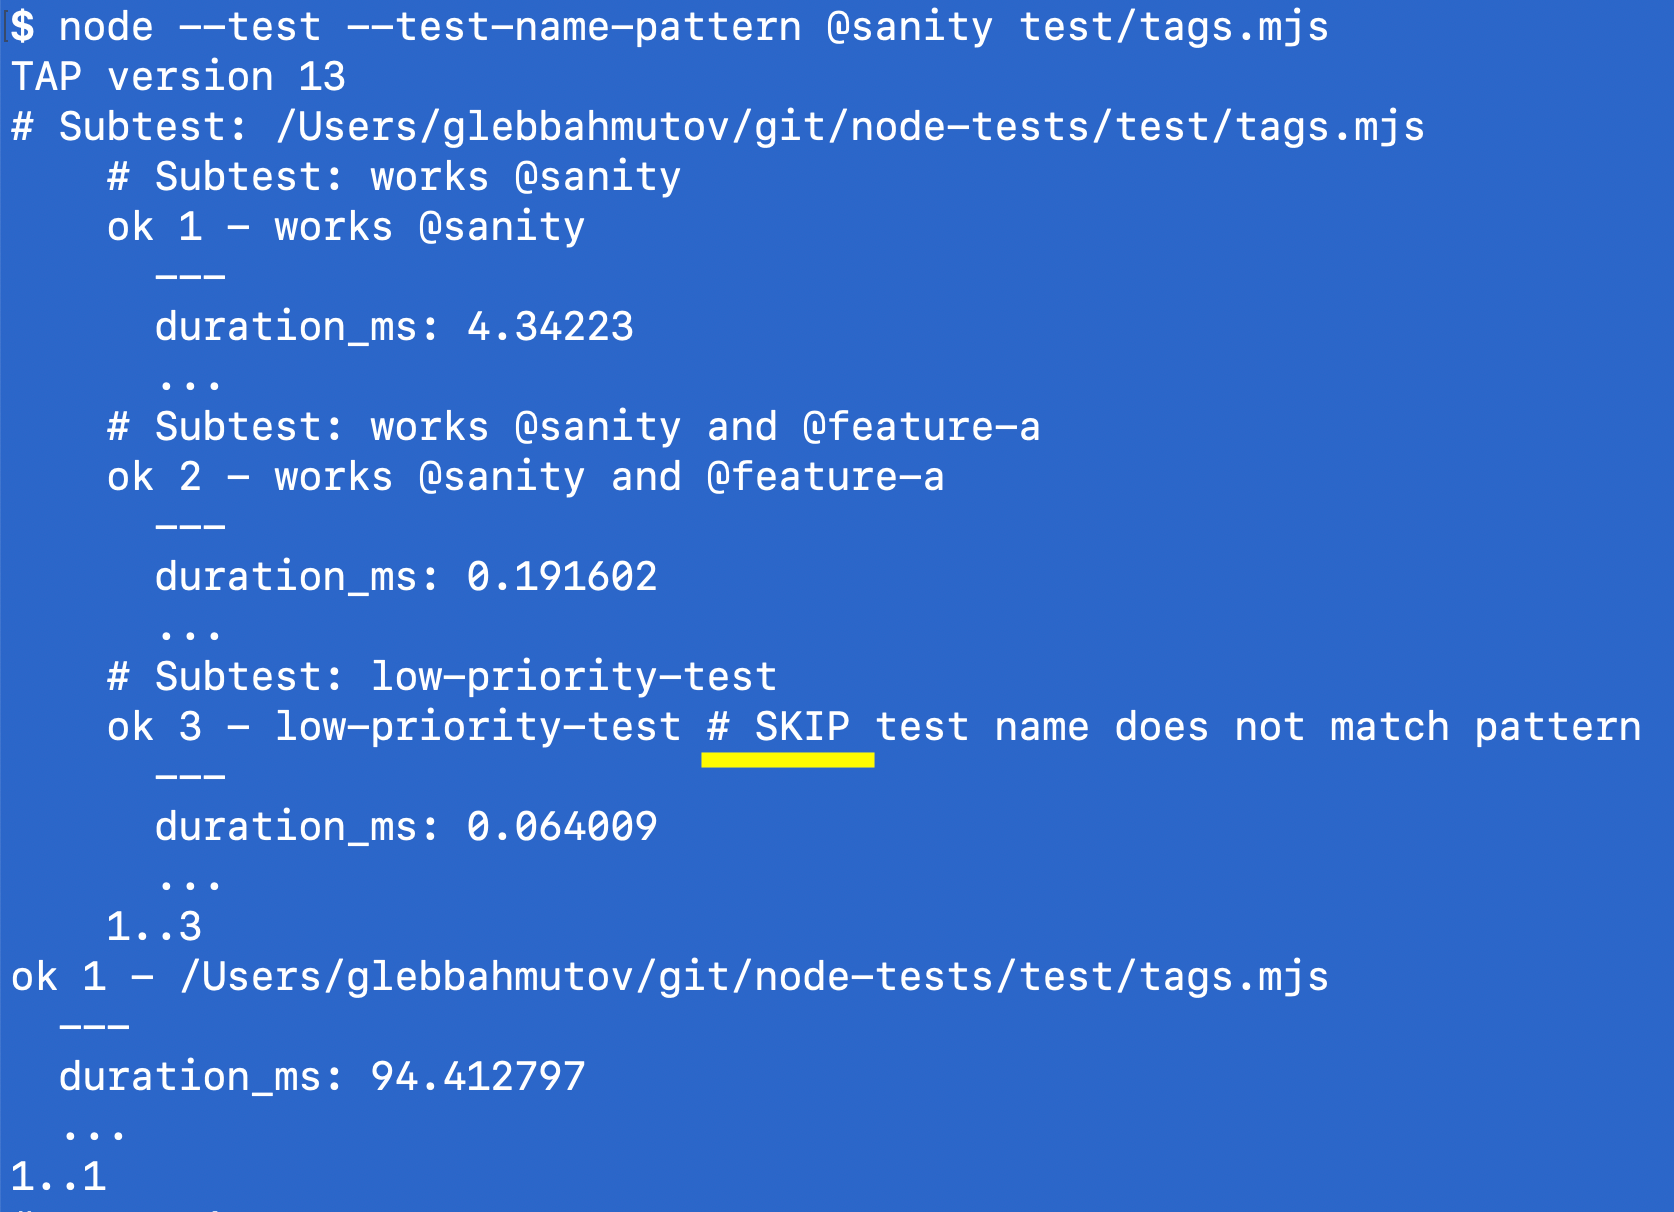 $ node --test --test-name-pattern @sanity test/tags.mjs
TAP version 13
# Subtest: /Users/glebbahmutov/git/node-tests/test/tags.mjs
    # Subtest: works @sanity
    ok 1 - works @sanity
      ---
      duration_ms: 4.34223
      ...
    # Subtest: works @sanity and @feature-a
    ok 2 - works @sanity and @feature-a
      ---
      duration_ms: 0.191602
      ...
    # Subtest: low-priority-test
    ok 3 - low-priority-test # SKIP test name does not match pattern
      ---
      duration_ms: 0.064009
      ...
    1..3
ok 1 - /Users/glebbahmutov/git/node-tests/test/tags.mjs
  ---
  duration_ms: 94.412797
  ...
1..1